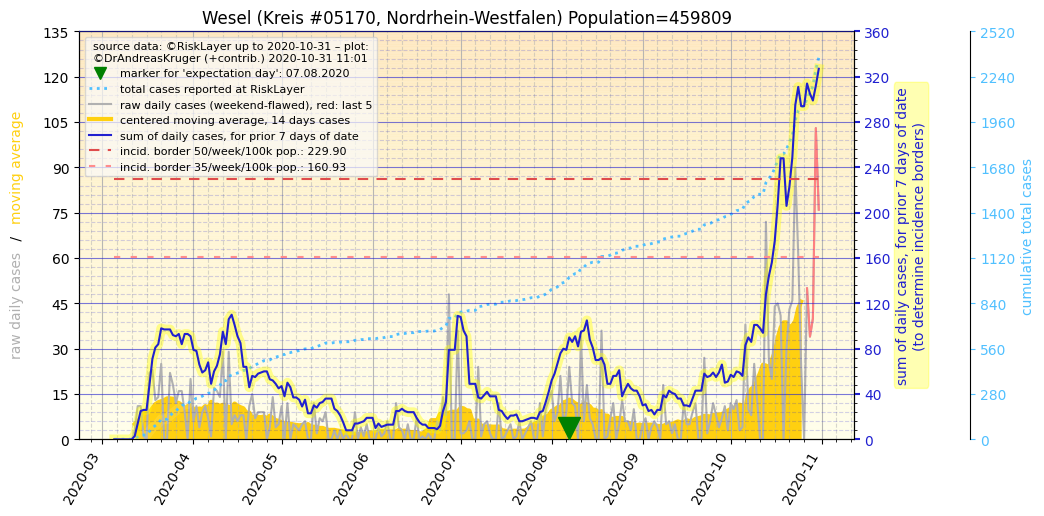 Wesel (Kreis #05170, Nordrhein-Westfalen) Population=459809
source data: ©RiskLayer up to 2020-10-31 – plot:
©DrAndreasKruger (+contrib.) 2020-10-31 11:01
marker for 'expectation day': 07.08.2020
total cases reported at RiskLayer
raw daily cases (weekend-flawed), red: last 5
centered moving average, 14 days cases
sum of daily cases, for prior 7 days of date
incid. border 50/week/100k pop.: 229.90
incid. border 35/week/100k pop.: 160.93
raw daily cases / moving average
135
120
105
90
75
60
45
30
15
0
2020-03
2020-04
2020-05
2020-06
2020-07
2020-08
2020-09
2020-10
2020-11
360
320
280
240
200
160
120
80
40
0
sum of daily cases, for prior 7 days of date
(to determine incidence borders)
2520
2240
1960
1680
1400
1120
840
560
280
0
cumulative total cases